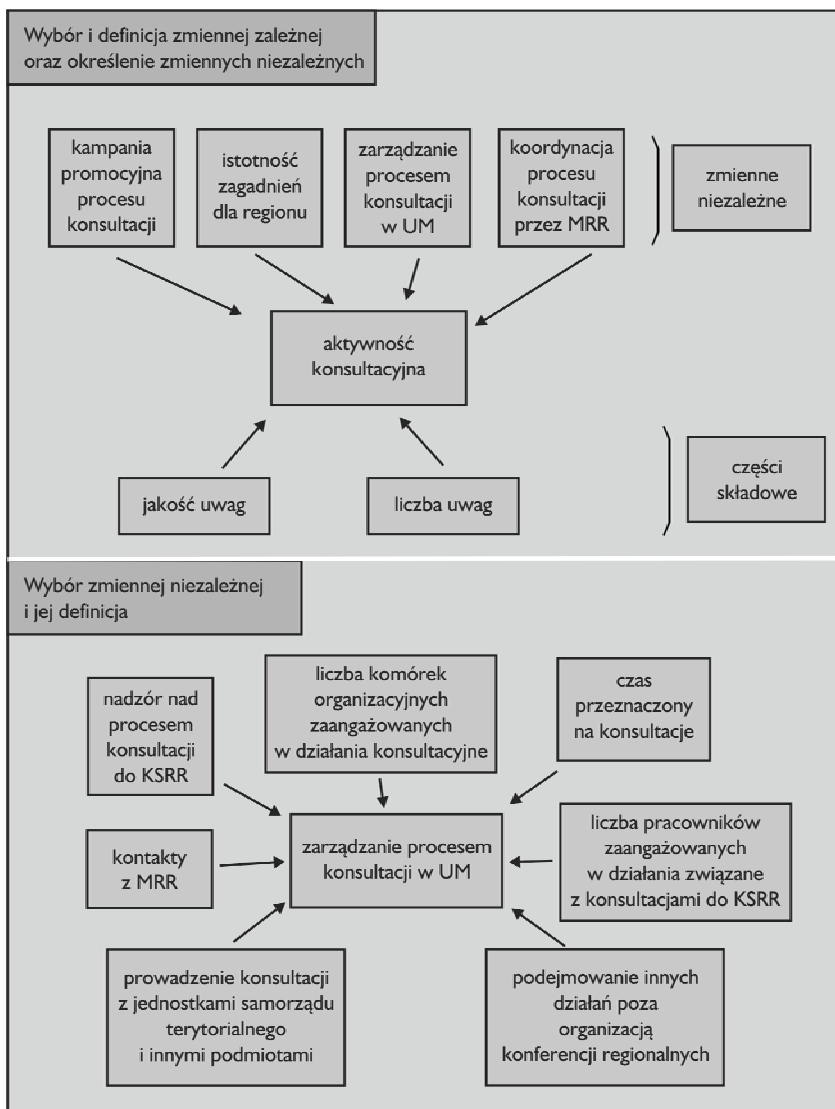 Wybór i definicja zmiennej zależnej
oraz określenie zmiennych niezależnych
kampania
promocyjna
procesu
konsultacji
istotność
zagadnień
dla regionu
zarządzanie
procesem
konsultacji
w UM
koordynacja
procesu
konsultacji
przez MRR
zmienne
niezależne
aktywność
konsultacyjna
jakość uwag
liczba uwag
części
składowe
Wybór zmiennej niezależnej
i jej definicja
nadzór nad
procesem
konsultacji
do KSRR
liczba komórek
organizacyjnych
zaangażowanych
w działania konsultacyjne
czas
przeznaczony
na konsultacje
kontakty
z MRR
zarządzanie procesem
konsultacji w UM
liczba pracowników
zaangażowanych
w działania związane
z konsultacjami do KSRR
prowadzenie konsultacji
z jednostkami samorządu
terytorialnego
i innymi podmiotami
podejmowanie innych
działań poza
organizacją
konferencji regionalnych